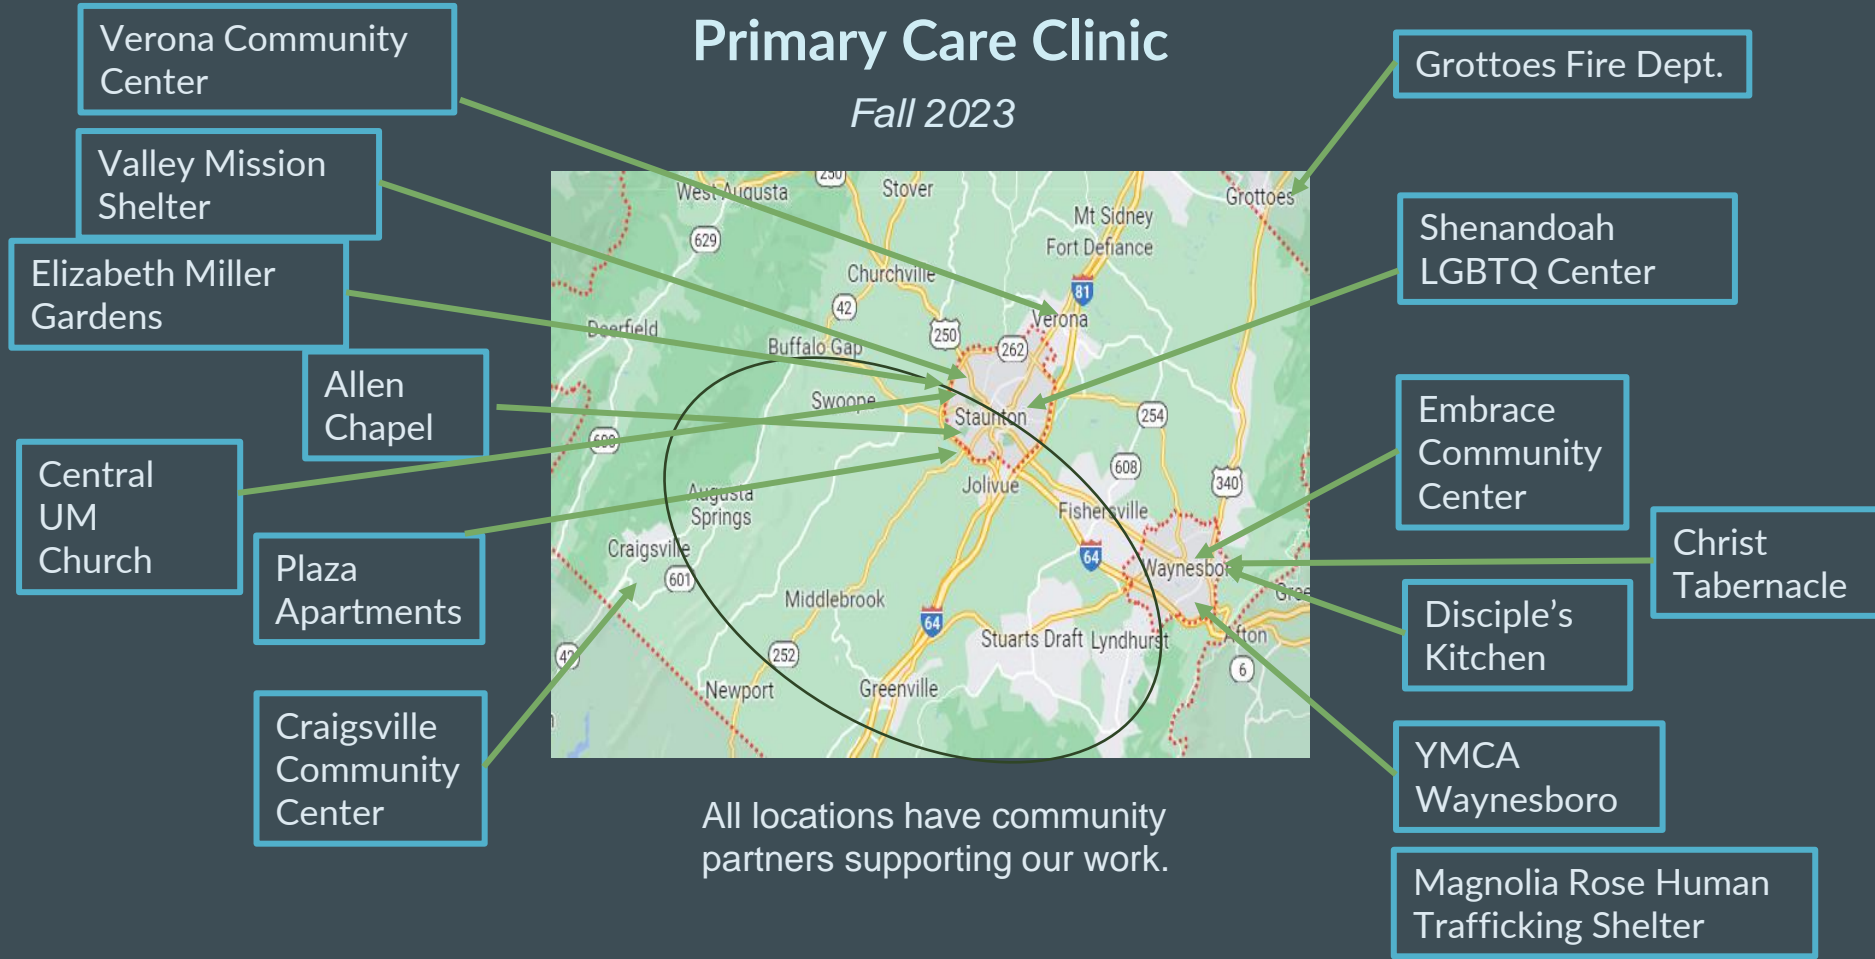 Primary Care Clinic
Fall 2023
Verona Community
Center
Valley Mission
Shelter
Elizabeth Miller
Gardens
Allen
Chapel
Central
UM
Church
Plaza
Apartments
Craigsville
Community
Center
250
West Augusta
Stover
Grottoes
629
Mt Sidney
Fort Defiance
Churchville
81
42
Verona
Deerfield
250
262
Buffalo Gap
Swoope
Staunton
254
608
340
Jolivue
Augusta
Springs
Fishersville
Craigsville
601
64
Waynesbor
Gree
Middlebrook
64
Stuarts Draft
Lyndhurst
Afton
42
252
6
Newport
Greenville
All locations have community
partners supporting our work.
Grottoes Fire Dept.
Shenandoah
LGBTQ Center
Embrace
Community
Center
Christ
Tabernacle
Disciple's
Kitchen
YMCA
Waynesboro
Magnolia Rose Human
Trafficking Shelter